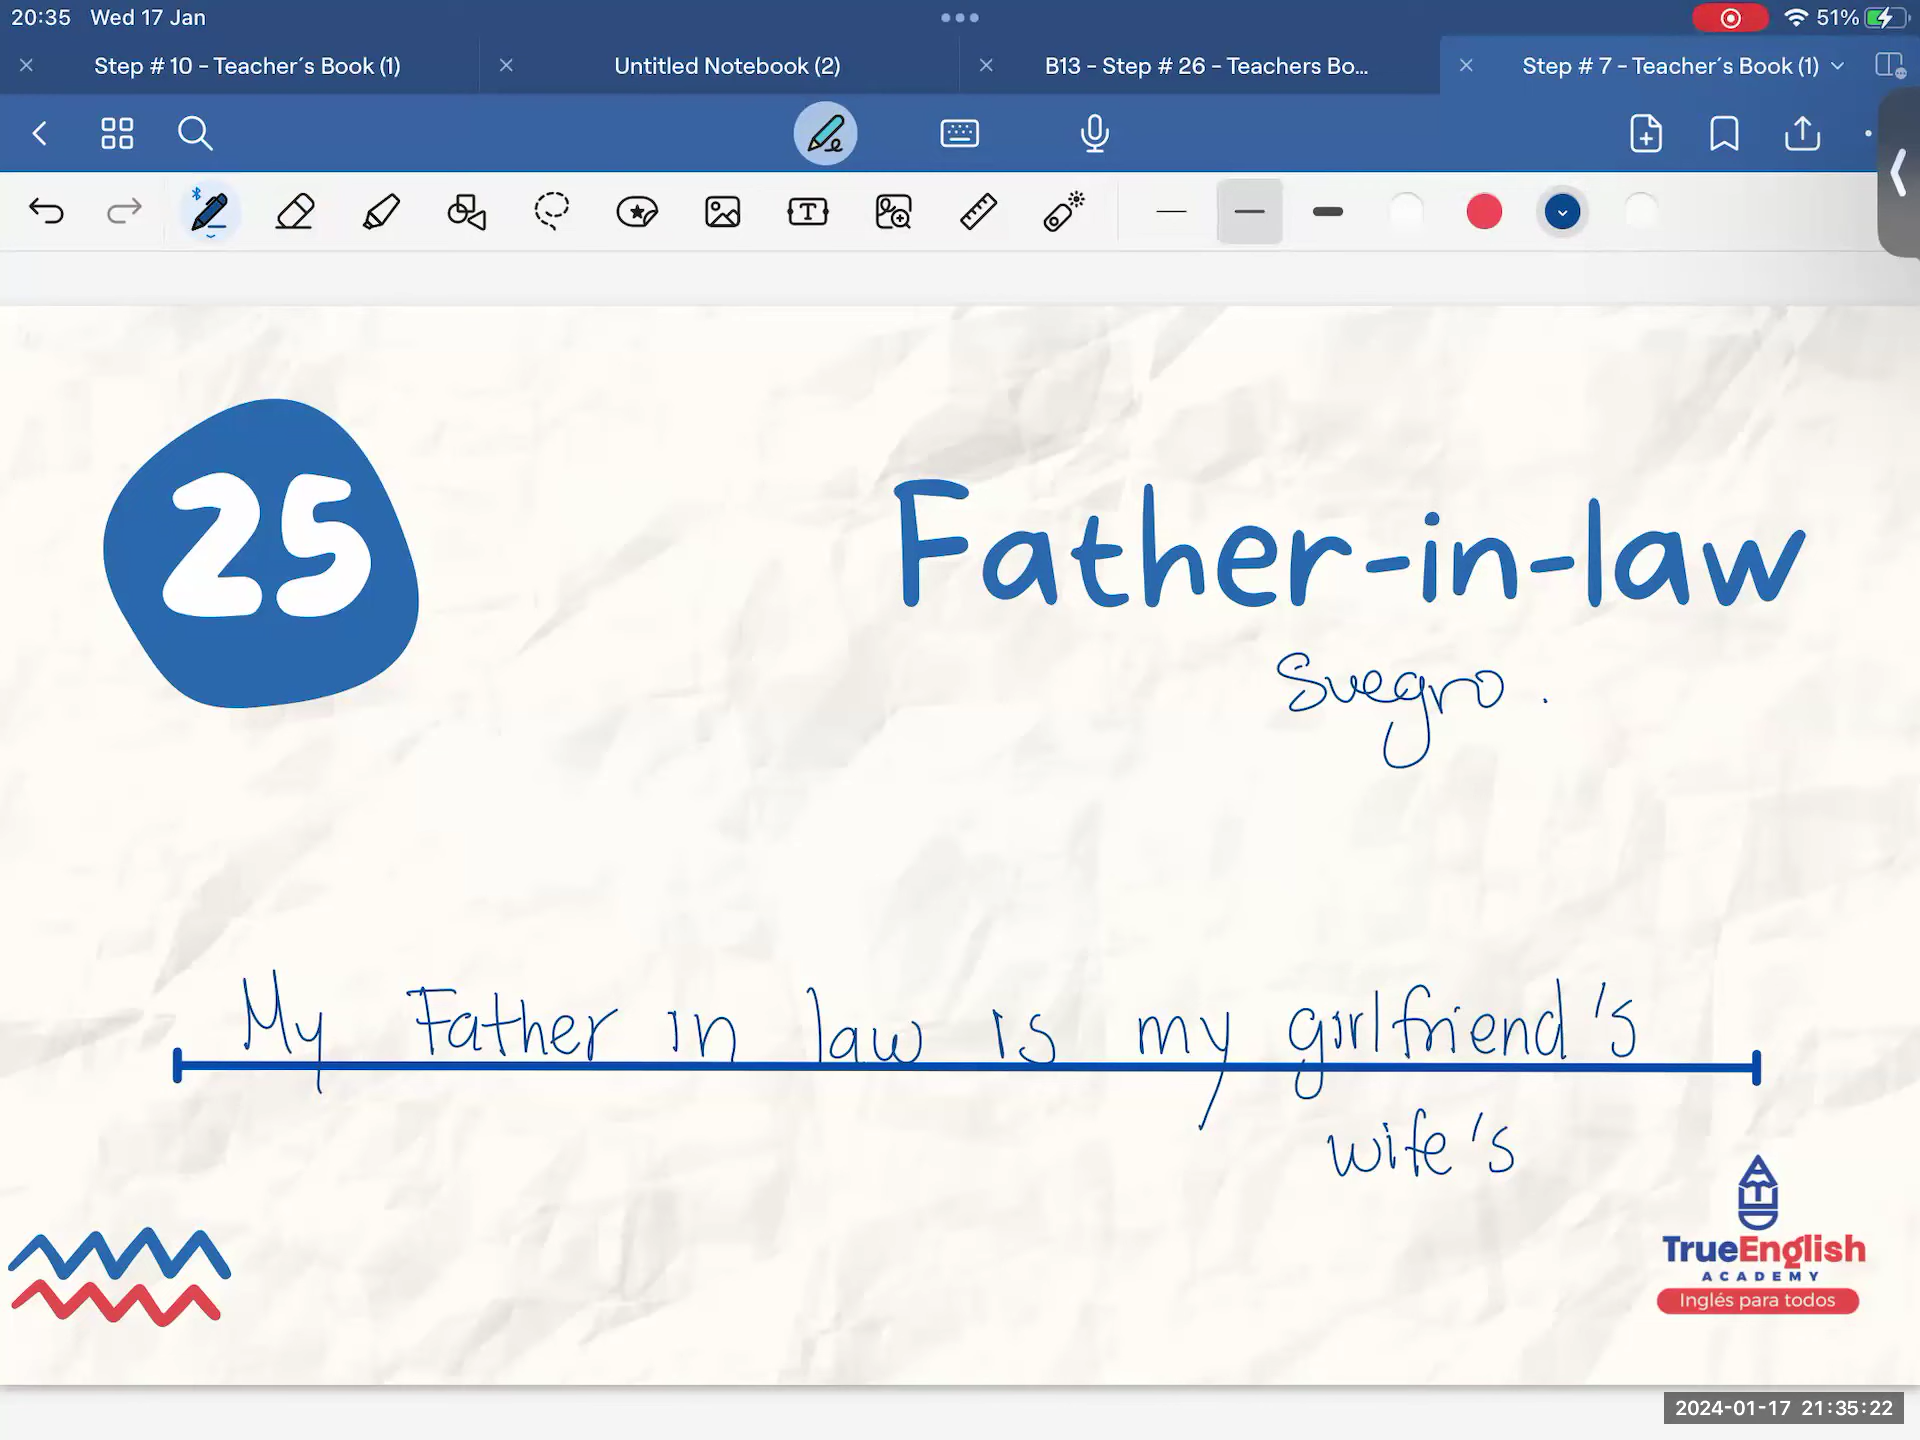 20:35 Wed 17 Jan
51%
Step # 10 - Teacher´s Book (1)
Untitled Notebook (2)
B13 - Step # 26 - Teachers Bo...
Step # 7 - Teacher´s Book (1)
25
Father-in-law
Suegro.
My Father in law is my girlfriend's
wife's
TrueEnglish
ACADEMY
Inglés para todos
2024-01-17 21:35:22